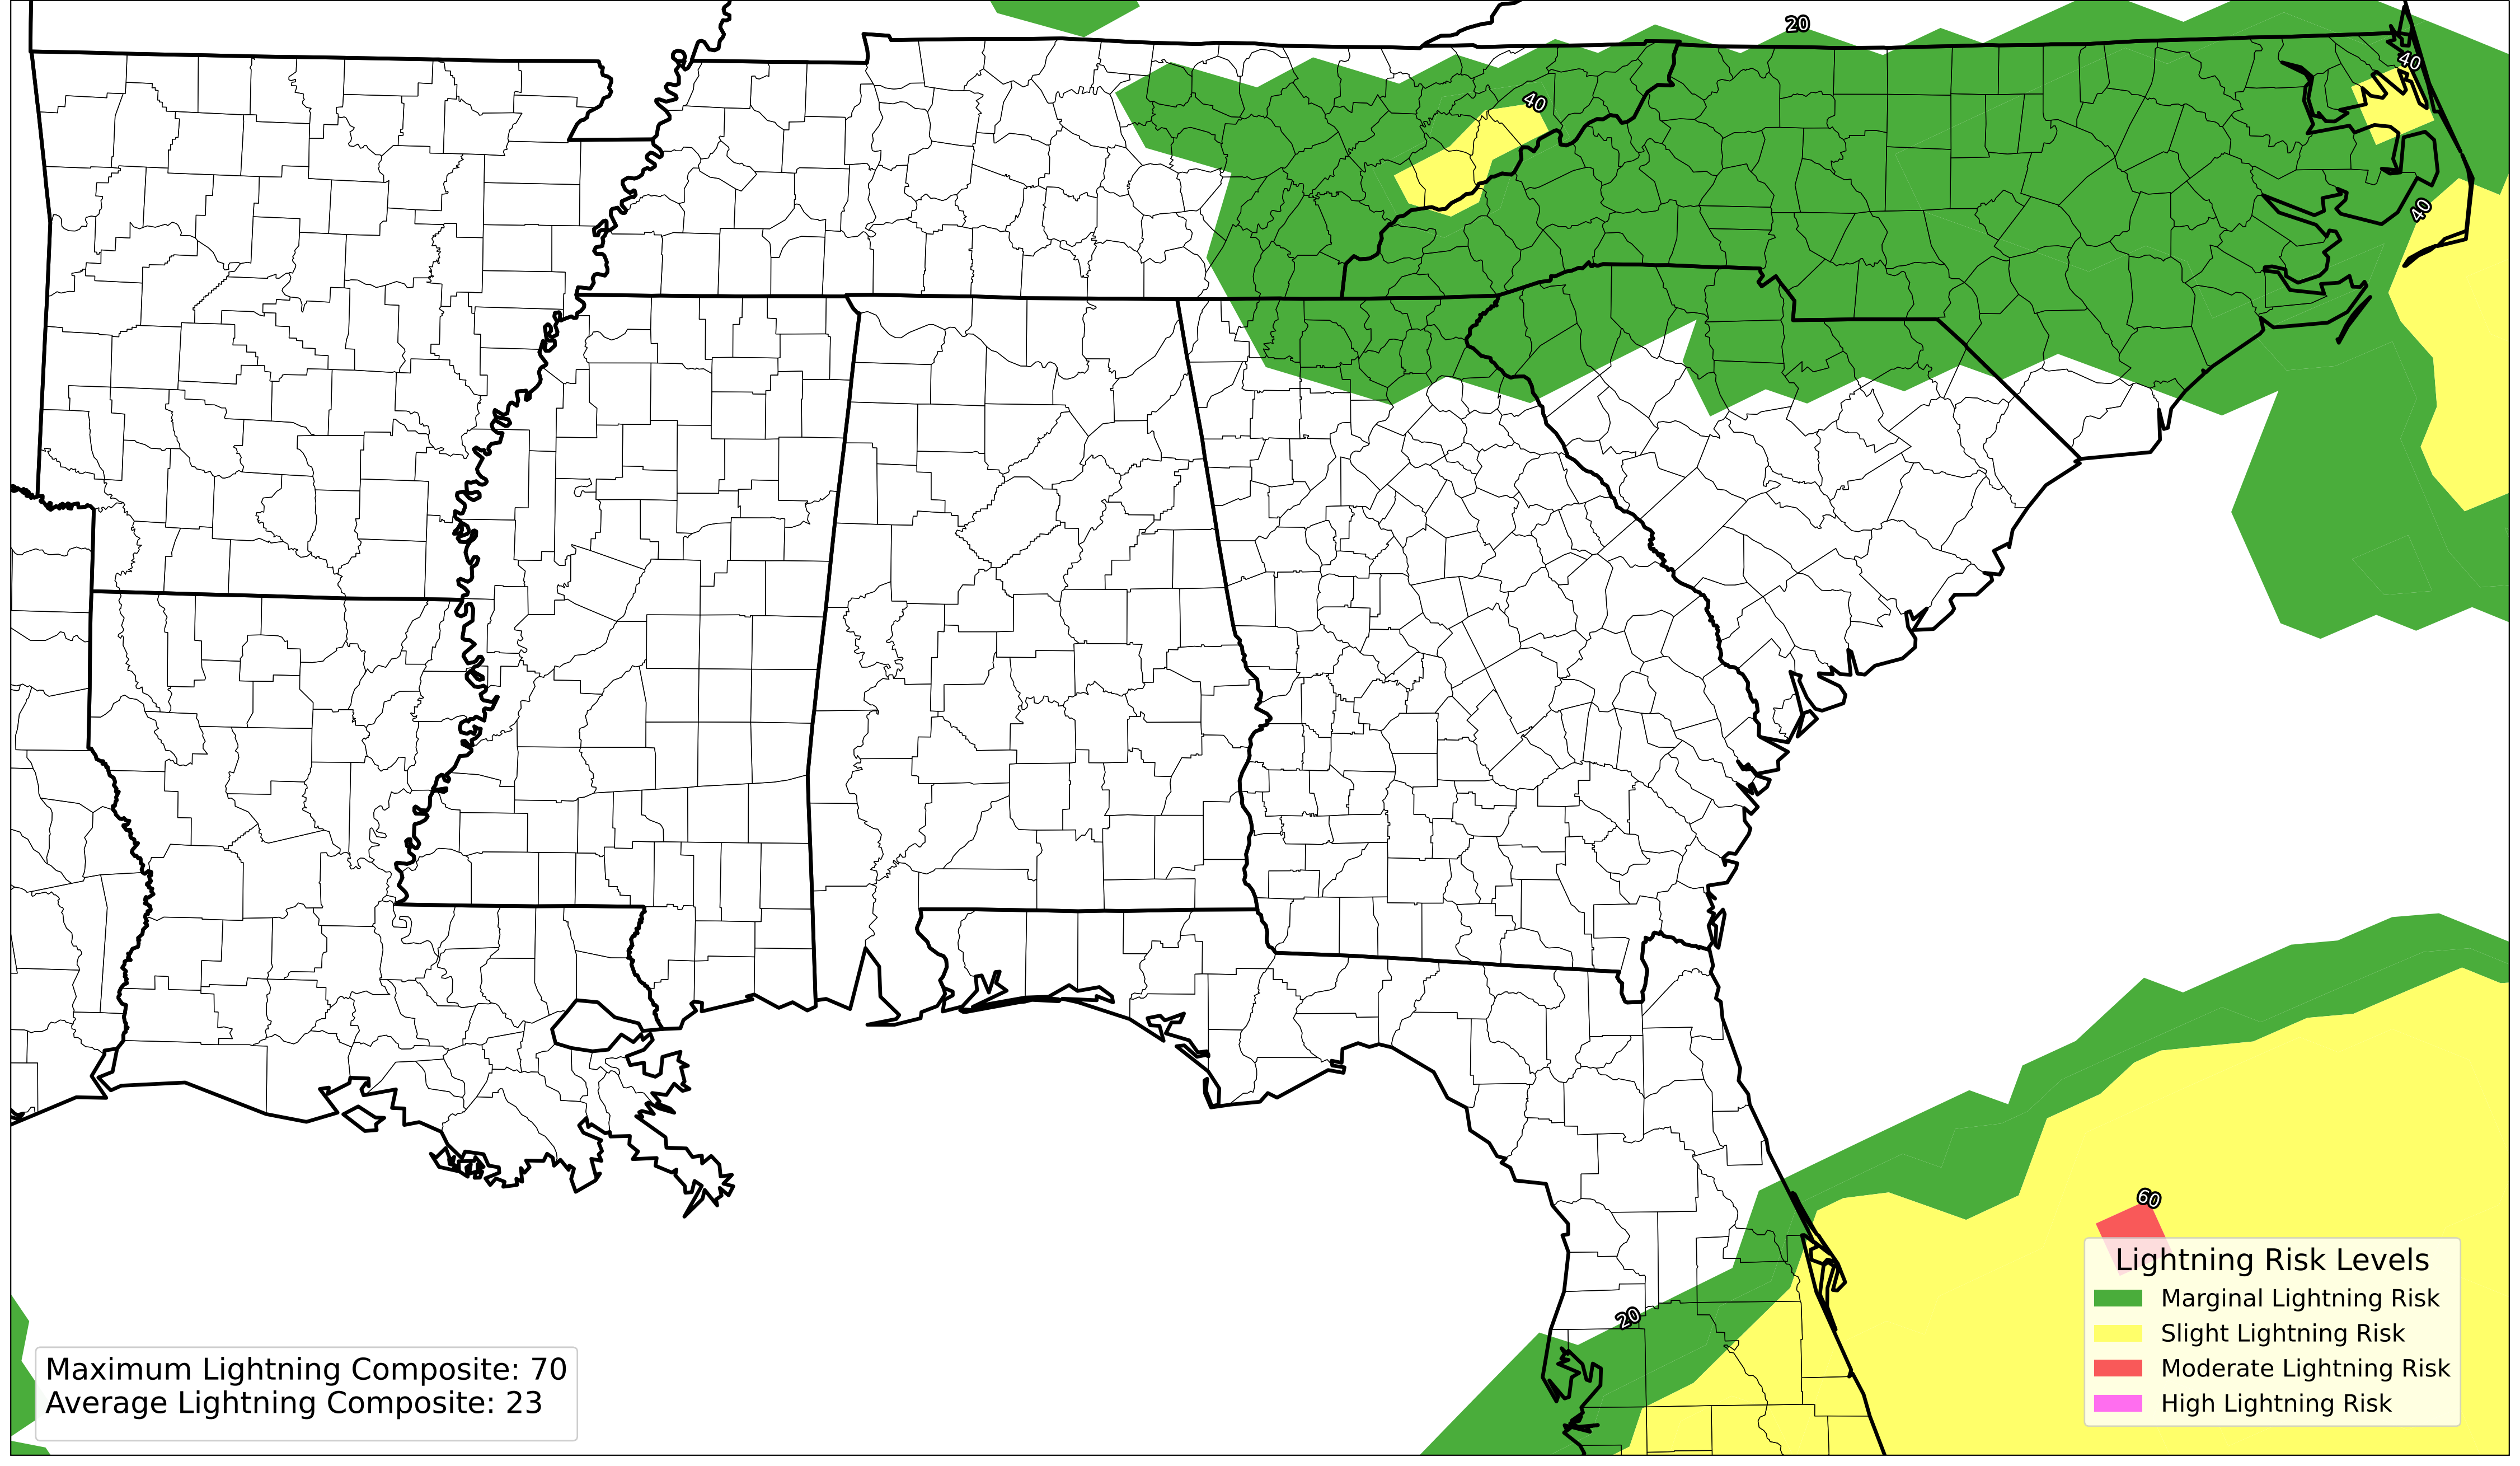 20
40
40
40
60
20
Lightning Risk Levels
Marginal Lightning Risk
Slight Lightning Risk
Moderate Lightning Risk
High Lightning Risk
Maximum Lightning Composite: 70
Average Lightning Composite: 23